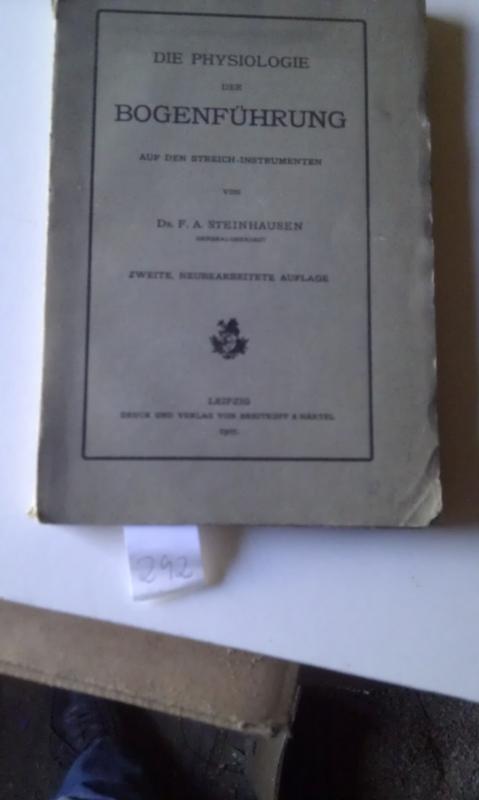 DIE PHYSIOLOGIE
DER
BOGENFÜHRUNG
AUF DEN STREICH-INSTRUMENTEN
VON
DR. F. A. STEINHAUSEN
ZWEITE, NEUBEARBEITETE AUFLAGE
LEIPZIG
DRUCK UND VERLAG VON BREITKOPF & HÄRTEL
292